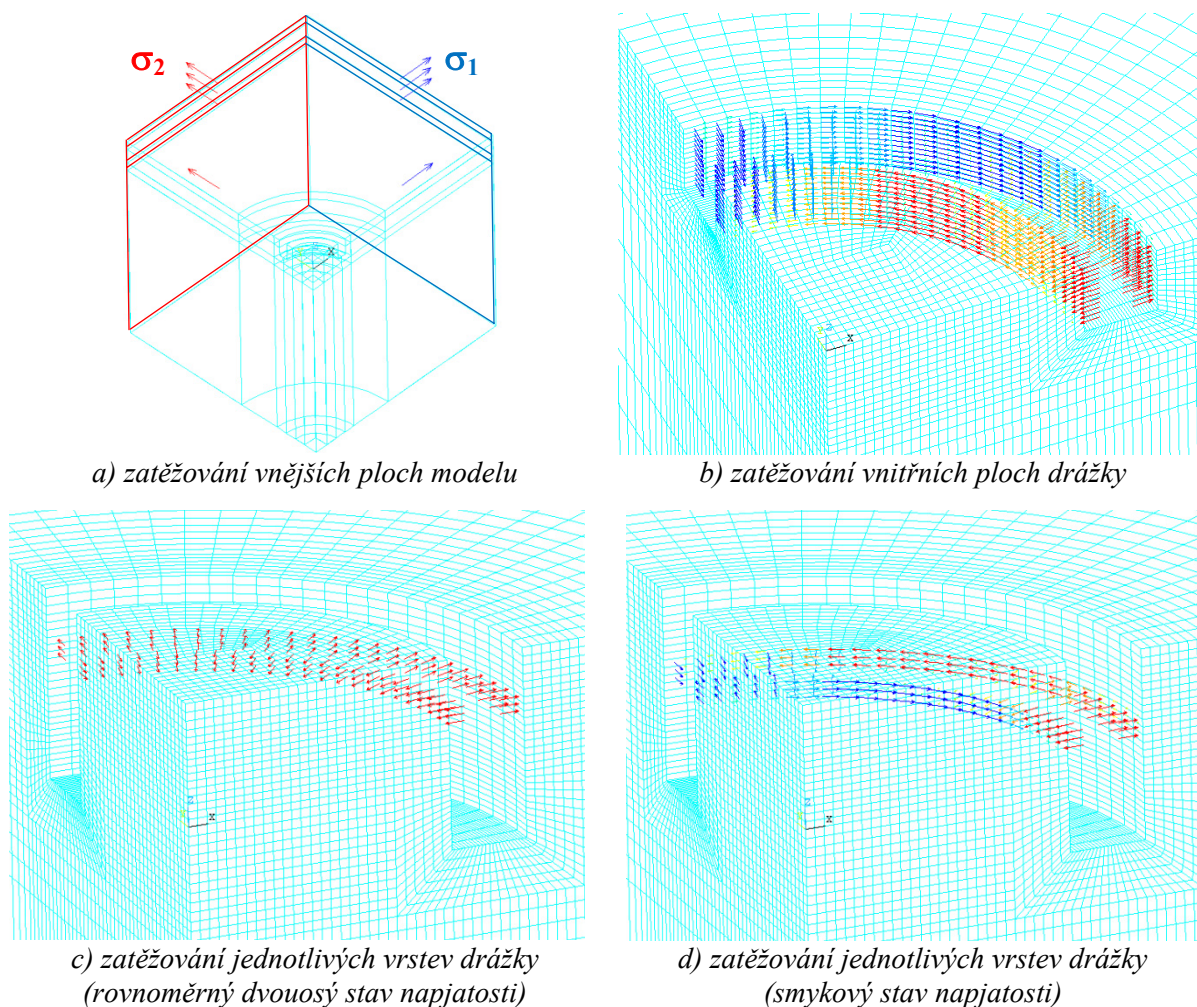 σ2 σ1
x
z
x
a) zatěžování vnějších ploch modelu
b) zatěžování vnitřních ploch drážky
x
z
x
c) zatěžování jednotlivých vrstev drážky
(rovnoměrný dvouosý stav napjatosti)
d) zatěžování jednotlivých vrstev drážky
(smykový stav napjatosti)